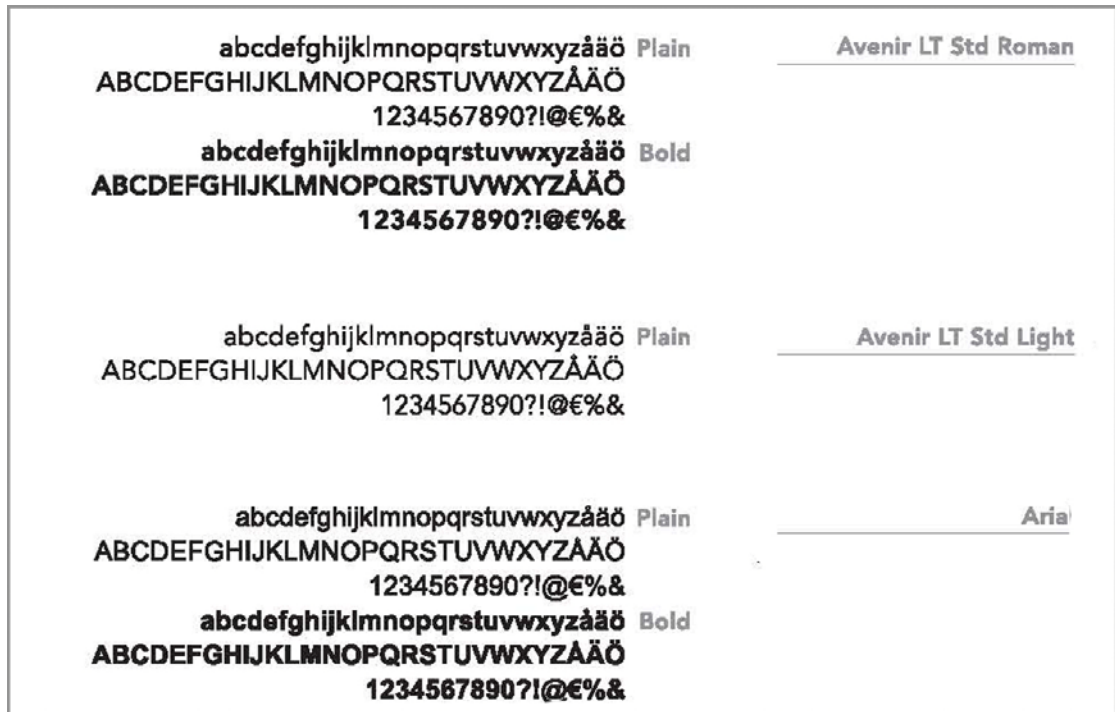 abcdefghijklmnopqrstuvwxyzåäö Plain Avenir LT Std Roman
ABCDEFGHIJKLMNOPQRSTUVWXYZÅÄÖ
1234567890?!@€%&
abcdefghijklmnopqrstuvwxyzåäö Bold
ABCDEFGHIJKLMNOPQRSTUVWXYZÅÄÖ
1234567890?!@€%&
abcdefghijklmnopqrstuvwxyzåäö Plain Avenir LT Std Light
ABCDEFGHIJKLMNOPQRSTUVWXYZÅÄÖ
1234567890?!@€%&
abcdefghijklmnopqrstuvwxyzåäö Plain Arial
ABCDEFGHIJKLMNOPQRSTUVWXYZÅÄÖ
1234567890?!@€%&
abcdefghijklmnopqrstuvwxyzåäö Bold
ABCDEFGHIJKLMNOPQRSTUVWXYZÅÄÖ
1234567890?!@€%&